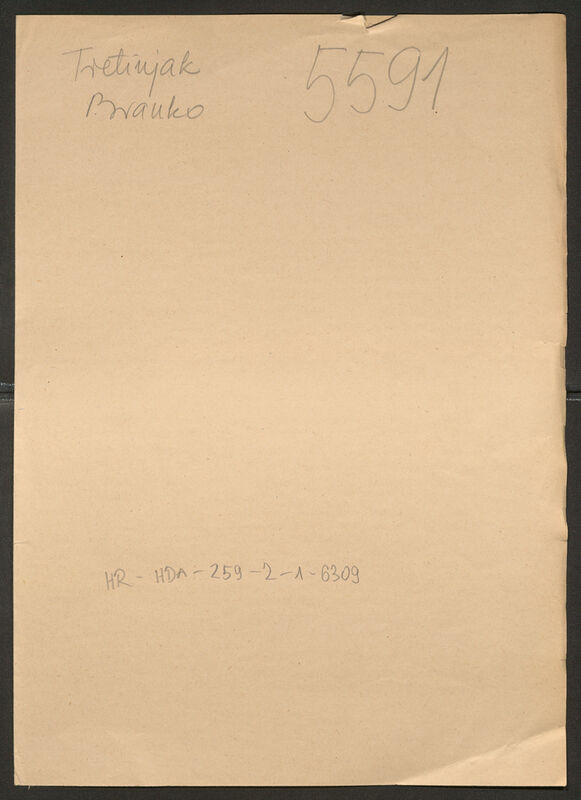 Tretinjak
Branko
5591
HR - HDA - 259 - 2 - 1 - 6309